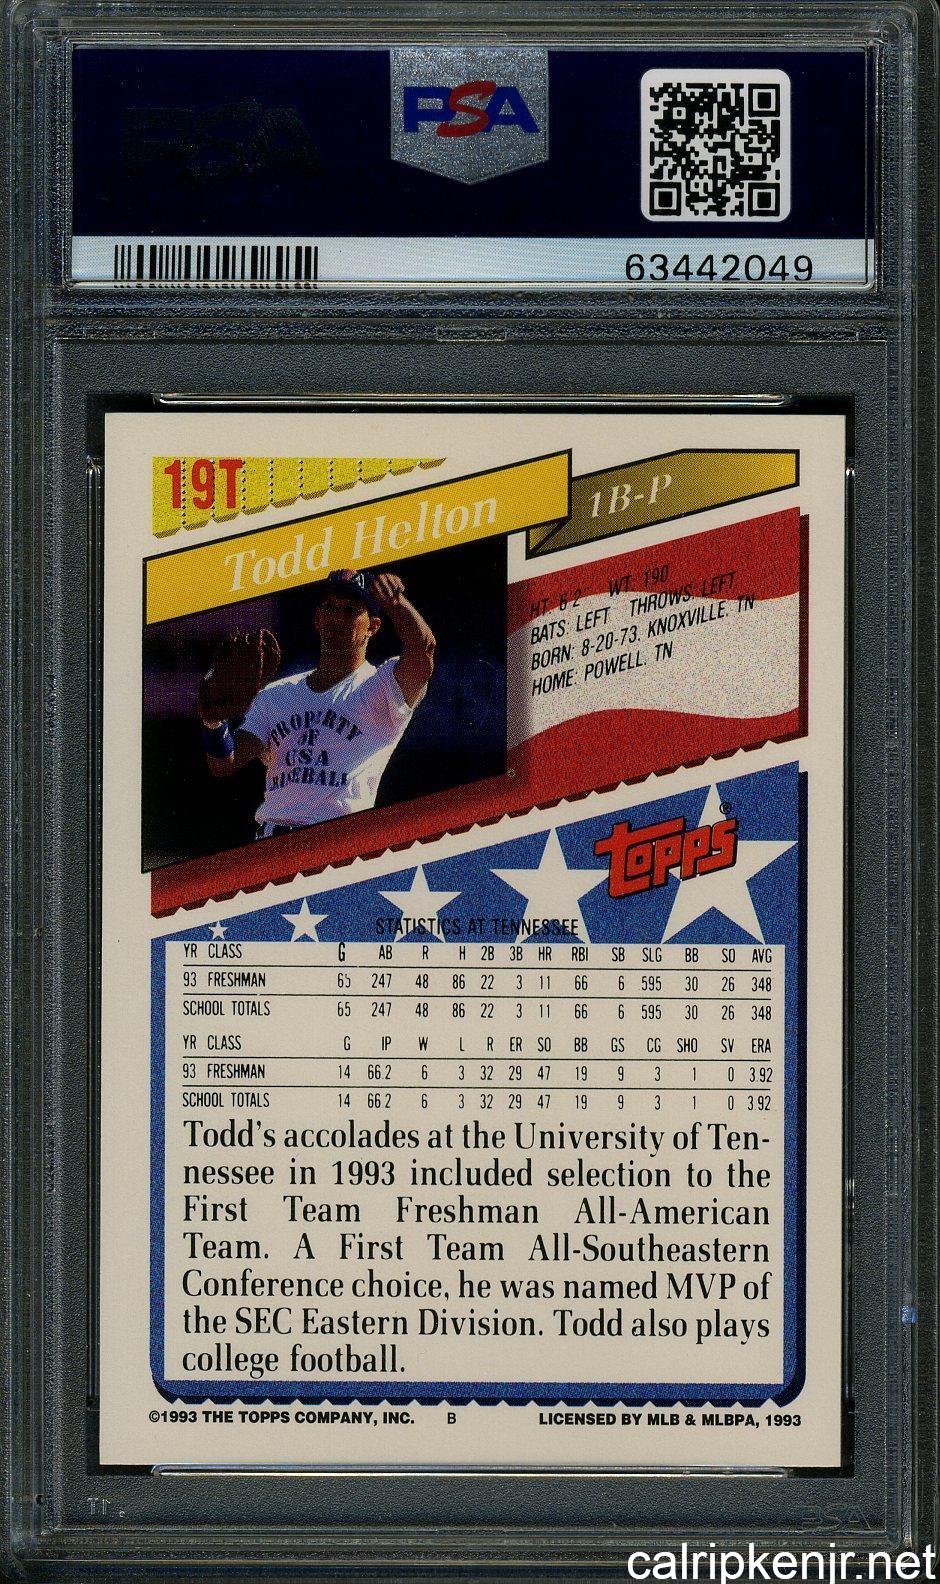 PSA
63442049
19T
Todd Helton
1B-P
HT: 6'2" WT: 190
BATS: LEFT THROWS: LEFT
BORN: 8-20-73, KNOXVILLE, TN
HOME: POWELL, TN
PROPERTY
OF
USA
BASEBALL
TOPPS®
STATISTICS AT TENNESSEE
YR CLASS G AB R H 2B 3B HR RBI SB SLG BB SO AVG
93 FRESHMAN 65 247 48 86 22 3 11 66 6 595 30 26 348
SCHOOL TOTALS 65 247 48 86 22 3 11 66 6 595 30 26 348
YR CLASS G IP W L R ER SO BB GS CG SHO SV ERA
93 FRESHMAN 14 66.2 6 3 32 29 47 19 9 3 1 0 3.92
SCHOOL TOTALS 14 66.2 6 3 32 29 47 19 9 3 1 0 3.92
Todd's accolades at the University of Ten-
nessee in 1993 included selection to the
First Team Freshman All-American
Team. A First Team All-Southeastern
Conference choice, he was named MVP of
the SEC Eastern Division. Todd also plays
college football.
©1993 THE TOPPS COMPANY, INC. B LICENSED BY MLB & MLBPA, 1993
calripkenjr.net